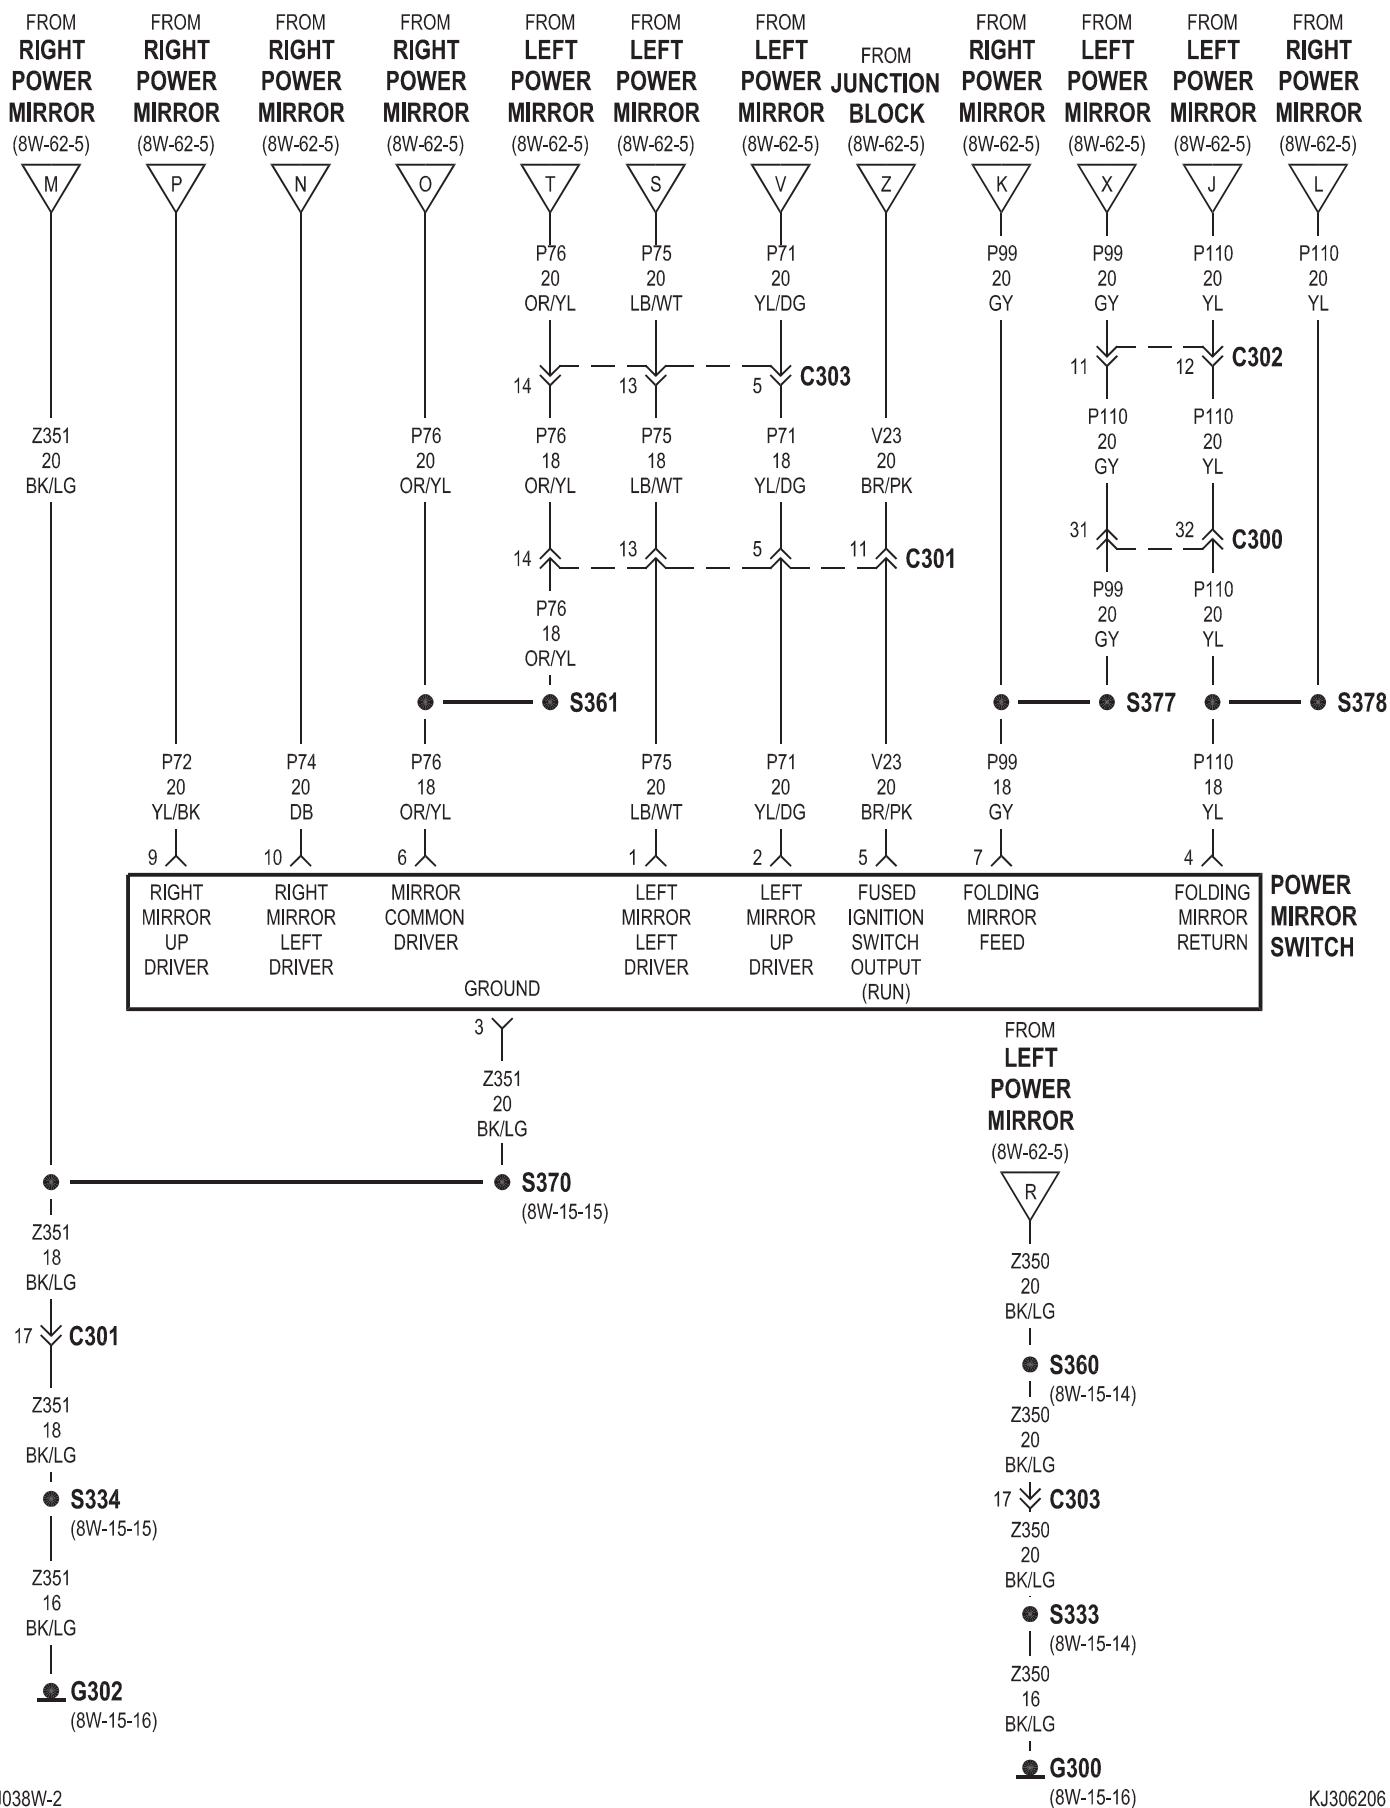 FROM
RIGHT
POWER
MIRROR
(8W-62-5)
M
FROM
RIGHT
POWER
MIRROR
(8W-62-5)
P
FROM
RIGHT
POWER
MIRROR
(8W-62-5)
N
FROM
RIGHT
POWER
MIRROR
(8W-62-5)
O
FROM
LEFT
POWER
MIRROR
(8W-62-5)
T
FROM
LEFT
POWER
MIRROR
(8W-62-5)
S
FROM
LEFT
POWER
MIRROR
(8W-62-5)
V
FROM
JUNCTION
BLOCK
(8W-62-5)
Z
FROM
RIGHT
POWER
MIRROR
(8W-62-5)
K
FROM
LEFT
POWER
MIRROR
(8W-62-5)
X
FROM
LEFT
POWER
MIRROR
(8W-62-5)
J
FROM
RIGHT
POWER
MIRROR
(8W-62-5)
L
P76
20
OR/YL
P75
20
LB/WT
P71
20
YL/DG
P99
20
GY
P99
20
GY
P110
20
YL
P110
20
YL
14
13
5
C303
11
12
C302
Z351
20
BK/LG
P76
20
OR/YL
P76
18
OR/YL
P75
18
LB/WT
P71
18
YL/DG
V23
20
BR/PK
P110
20
GY
P110
20
YL
14
13
5
11
C301
31
32
C300
P76
18
OR/YL
P99
20
GY
P110
20
YL
S361
S377
S378
P72
20
YL/BK
P74
20
DB
P76
18
OR/YL
P75
20
LB/WT
P71
20
YL/DG
V23
20
BR/PK
P99
18
GY
P110
18
YL
9
10
6
1
2
5
7
4
RIGHT
MIRROR
UP
DRIVER
RIGHT
MIRROR
LEFT
DRIVER
MIRROR
COMMON
DRIVER
LEFT
MIRROR
LEFT
DRIVER
LEFT
MIRROR
UP
DRIVER
FUSED
IGNITION
SWITCH
OUTPUT
(RUN)
FOLDING
MIRROR
FEED
FOLDING
MIRROR
RETURN
POWER
MIRROR
SWITCH
GROUND
3
Z351
20
BK/LG
S370
(8W-15-15)
Z351
18
BK/LG
17
C301
Z351
18
BK/LG
S334
(8W-15-15)
Z351
16
BK/LG
G302
(8W-15-16)
FROM
LEFT
POWER
MIRROR
(8W-62-5)
R
Z350
20
BK/LG
S360
(8W-15-14)
Z350
20
BK/LG
17
C303
Z350
20
BK/LG
S333
(8W-15-14)
Z350
16
BK/LG
G300
(8W-15-16)
J038W-2
KJ306206